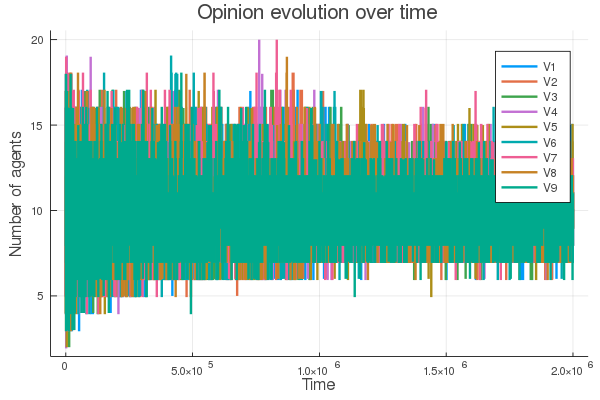 Opinion evolution over time
Number of agents
20
15
10
5
V1
V2
V3
V4
V5
V6
V7
V8
V9
0 5.0×10 5 1.0×10 6 1.5×10 6 2.0×10 6
Time